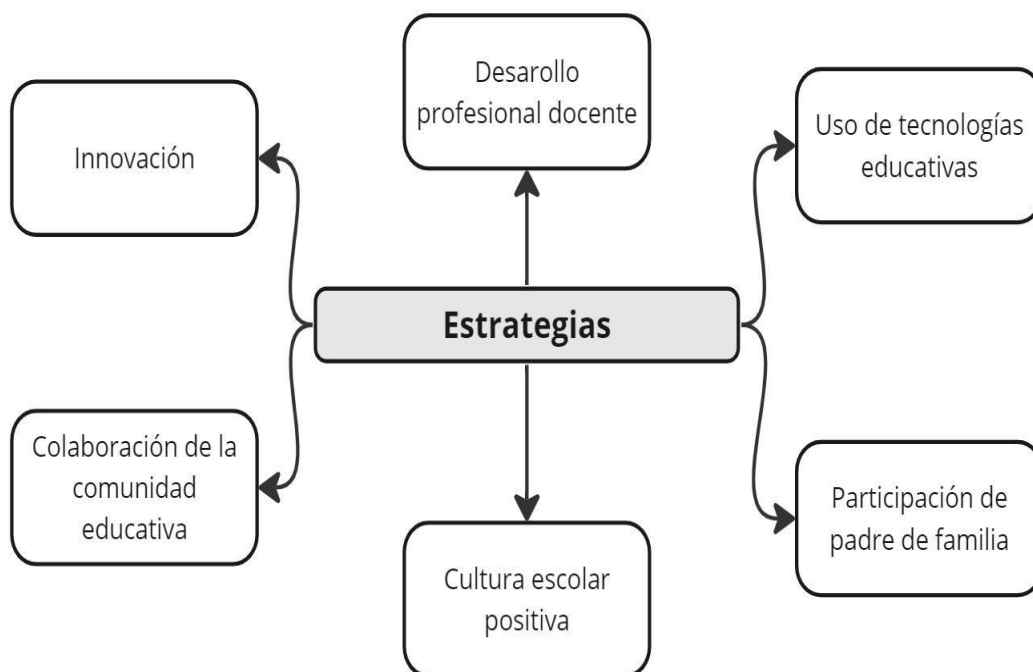 Desarollo
profesional docente
Innovación
Uso de tecnologías
educativas
Estrategias
Colaboración de la
comunidad
educativa
Participación de
padre de familia
Cultura escolar
positiva